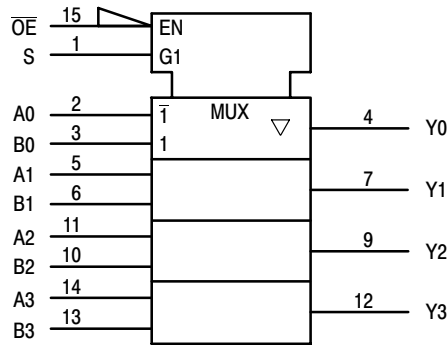 O̅E̅ 15 EN
S 1 G1
MUX
A0 2 1̅
B0 3 1
4 Y0
A1 5
B1 6
7 Y1
A2 11
B2 10
9 Y2
A3 14
B3 13
12 Y3